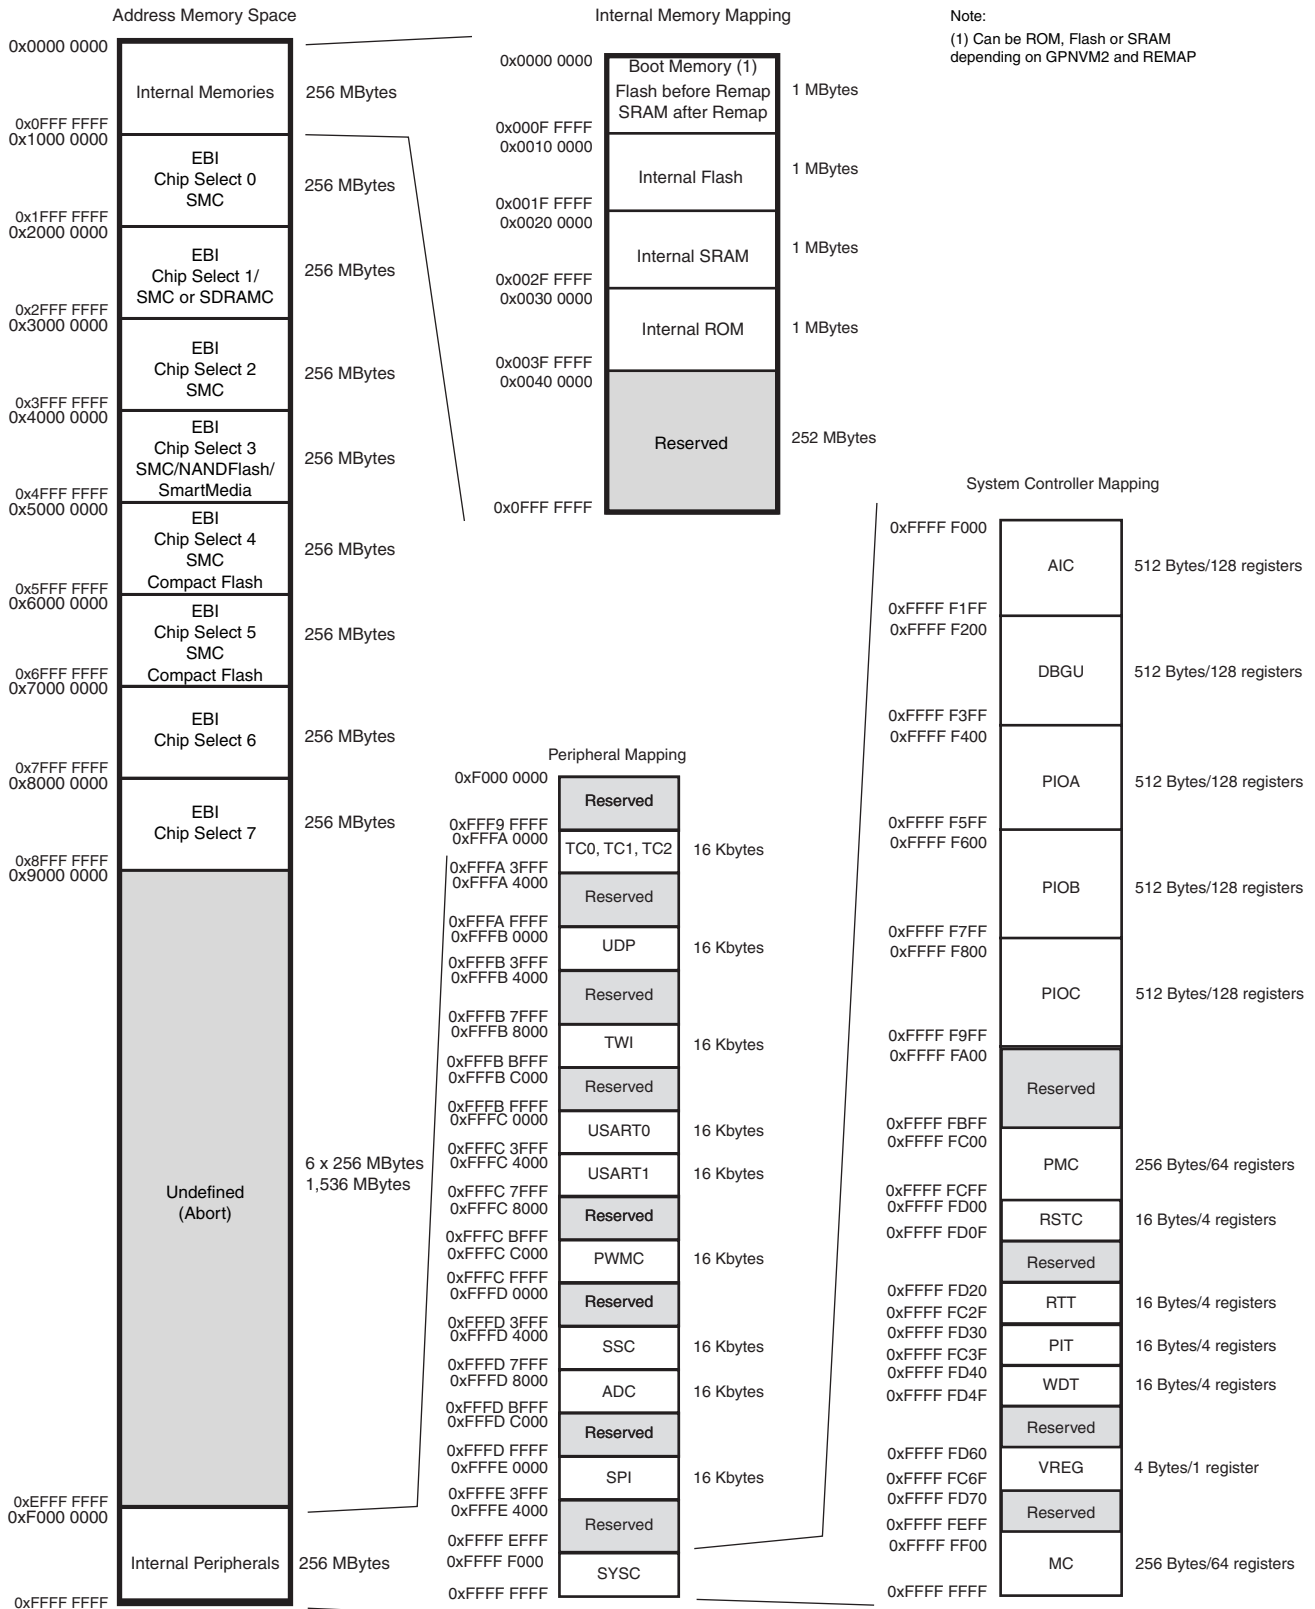 Address Memory Space
0x0000 0000
Internal Memories
256 MBytes
0x0FFF FFFF
0x1000 0000
EBI
Chip Select 0
SMC
256 MBytes
0x1FFF FFFF
0x2000 0000
EBI
Chip Select 1/
SMC or SDRAMC
256 MBytes
0x2FFF FFFF
0x3000 0000
EBI
Chip Select 2
SMC
256 MBytes
0x3FFF FFFF
0x4000 0000
EBI
Chip Select 3
SMC/NANDFlash/
SmartMedia
256 MBytes
0x4FFF FFFF
0x5000 0000
EBI
Chip Select 4
SMC
Compact Flash
256 MBytes
0x5FFF FFFF
0x6000 0000
EBI
Chip Select 5
SMC
Compact Flash
256 MBytes
0x6FFF FFFF
0x7000 0000
EBI
Chip Select 6
256 MBytes
0x7FFF FFFF
0x8000 0000
EBI
Chip Select 7
256 MBytes
0x8FFF FFFF
0x9000 0000
Undefined
(Abort)
6 x 256 MBytes
1,536 MBytes
0xEFFF FFFF
0xF000 0000
Internal Peripherals
256 MBytes
0xFFFF FFFF
Internal Memory Mapping
0x0000 0000
Boot Memory (1)
Flash before Remap
SRAM after Remap
1 MBytes
0x000F FFFF
0x0010 0000
Internal Flash
1 MBytes
0x001F FFFF
0x0020 0000
Internal SRAM
1 MBytes
0x002F FFFF
0x0030 0000
Internal ROM
1 MBytes
0x003F FFFF
0x0040 0000
Reserved
252 MBytes
0x0FFF FFFF
Note:
(1) Can be ROM, Flash or SRAM
depending on GPNVM2 and REMAP
Peripheral Mapping
0xF000 0000
Reserved
0xFFF9 FFFF
0xFFFA 0000
TC0, TC1, TC2
16 Kbytes
0xFFFA 3FFF
0xFFFA 4000
Reserved
0xFFFA FFFF
0xFFFB 0000
UDP
16 Kbytes
0xFFFB 3FFF
0xFFFB 4000
Reserved
0xFFFB 7FFF
0xFFFB 8000
TWI
16 Kbytes
0xFFFB BFFF
0xFFFB C000
Reserved
0xFFFB FFFF
0xFFFC 0000
USART0
16 Kbytes
0xFFFC 3FFF
0xFFFC 4000
USART1
16 Kbytes
0xFFFC 7FFF
0xFFFC 8000
Reserved
0xFFFC BFFF
0xFFFC C000
PWMC
16 Kbytes
0xFFFC FFFF
0xFFFD 0000
Reserved
0xFFFD 3FFF
0xFFFD 4000
SSC
16 Kbytes
0xFFFD 7FFF
0xFFFD 8000
ADC
16 Kbytes
0xFFFD BFFF
0xFFFD C000
Reserved
0xFFFD FFFF
0xFFFE 0000
SPI
16 Kbytes
0xFFFE 3FFF
0xFFFE 4000
Reserved
0xFFFF EFFF
0xFFFF F000
SYSC
0xFFFF FFFF
System Controller Mapping
0xFFFF F000
AIC
512 Bytes/128 registers
0xFFFF F1FF
0xFFFF F200
DBGU
512 Bytes/128 registers
0xFFFF F3FF
0xFFFF F400
PIOA
512 Bytes/128 registers
0xFFFF F5FF
0xFFFF F600
PIOB
512 Bytes/128 registers
0xFFFF F7FF
0xFFFF F800
PIOC
512 Bytes/128 registers
0xFFFF F9FF
0xFFFF FA00
Reserved
0xFFFF FBFF
0xFFFF FC00
PMC
256 Bytes/64 registers
0xFFFF FCFF
0xFFFF FD00
RSTC
16 Bytes/4 registers
0xFFFF FD0F
Reserved
0xFFFF FD20
RTT
16 Bytes/4 registers
0xFFFF FC2F
0xFFFF FD30
PIT
16 Bytes/4 registers
0xFFFF FC3F
0xFFFF FD40
WDT
16 Bytes/4 registers
0xFFFF FD4F
Reserved
0xFFFF FD60
VREG
4 Bytes/1 register
0xFFFF FC6F
0xFFFF FD70
Reserved
0xFFFF FEFF
0xFFFF FF00
MC
256 Bytes/64 registers
0xFFFF FFFF